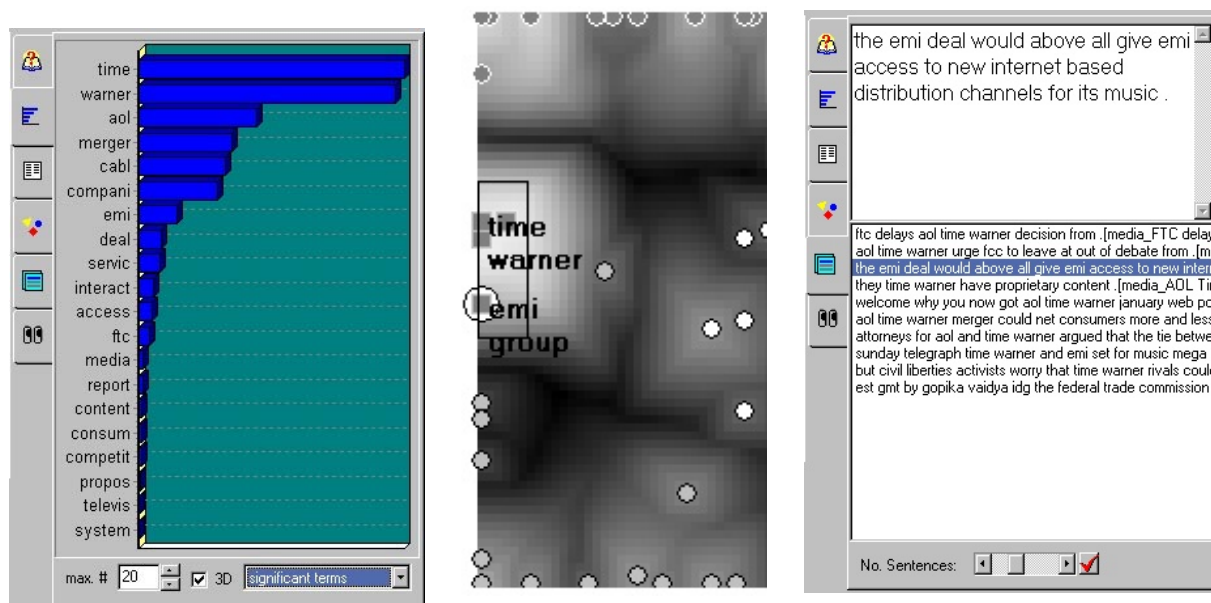 time
warner
aol
merger
cabl
compani
emi
deal
servic
interact
access
ftc
media
report
content
consum
competit
propos
televis
system
max. # 20 3D significant terms
time
warner
emi
group
the emi deal would above all give emi
access to new internet based
distribution channels for its music .
ftc delays aol time warner decision from .[media_FTC delay
aol time warner urge fcc to leave at out of debate from .[m
the emi deal would above all give emi access to new inter
they time warner have proprietary content .[media_AOL Ti
welcome why you now got aol time warner january web po
aol time warner merger could net consumers more and less
attorneys for aol and time warner argued that the tie betwe
sunday telegraph time warner and emi set for music mega
but civil liberties activists worry that time warner rivals coul
est gmt by gopika vaidya idg the federal trade commission
No. Sentences: